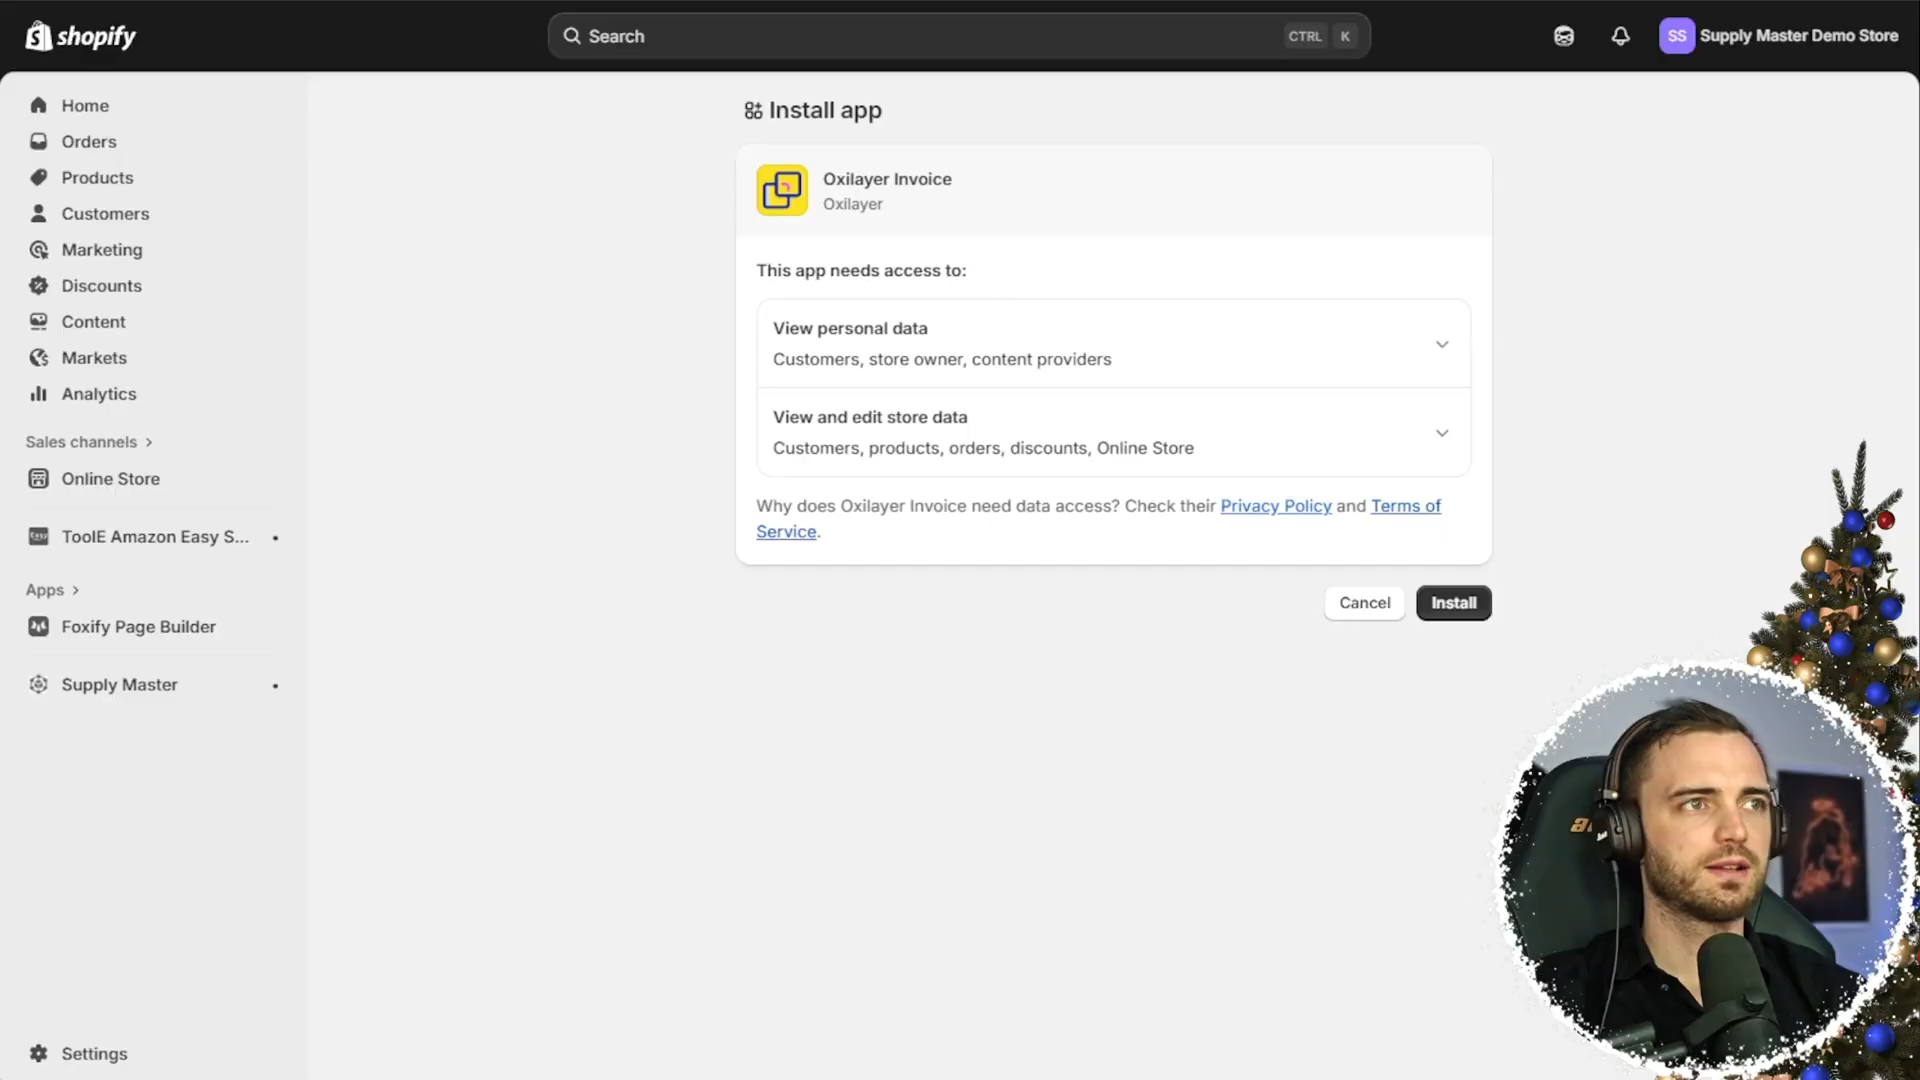 shopify
Search
CTRL K
SS
Supply Master Demo Store
Home
Orders
Products
Customers
Marketing
Discounts
Content
Markets
Analytics
Sales channels
Online Store
ToolE Amazon Easy S...
Apps
Foxify Page Builder
Supply Master
Settings
Install app
Oxilayer Invoice
Oxilayer
This app needs access to:
View personal data
Customers, store owner, content providers
View and edit store data
Customers, products, orders, discounts, Online Store
Why does Oxilayer Invoice need data access? Check their Privacy Policy and Terms of
Service.
Cancel
Install